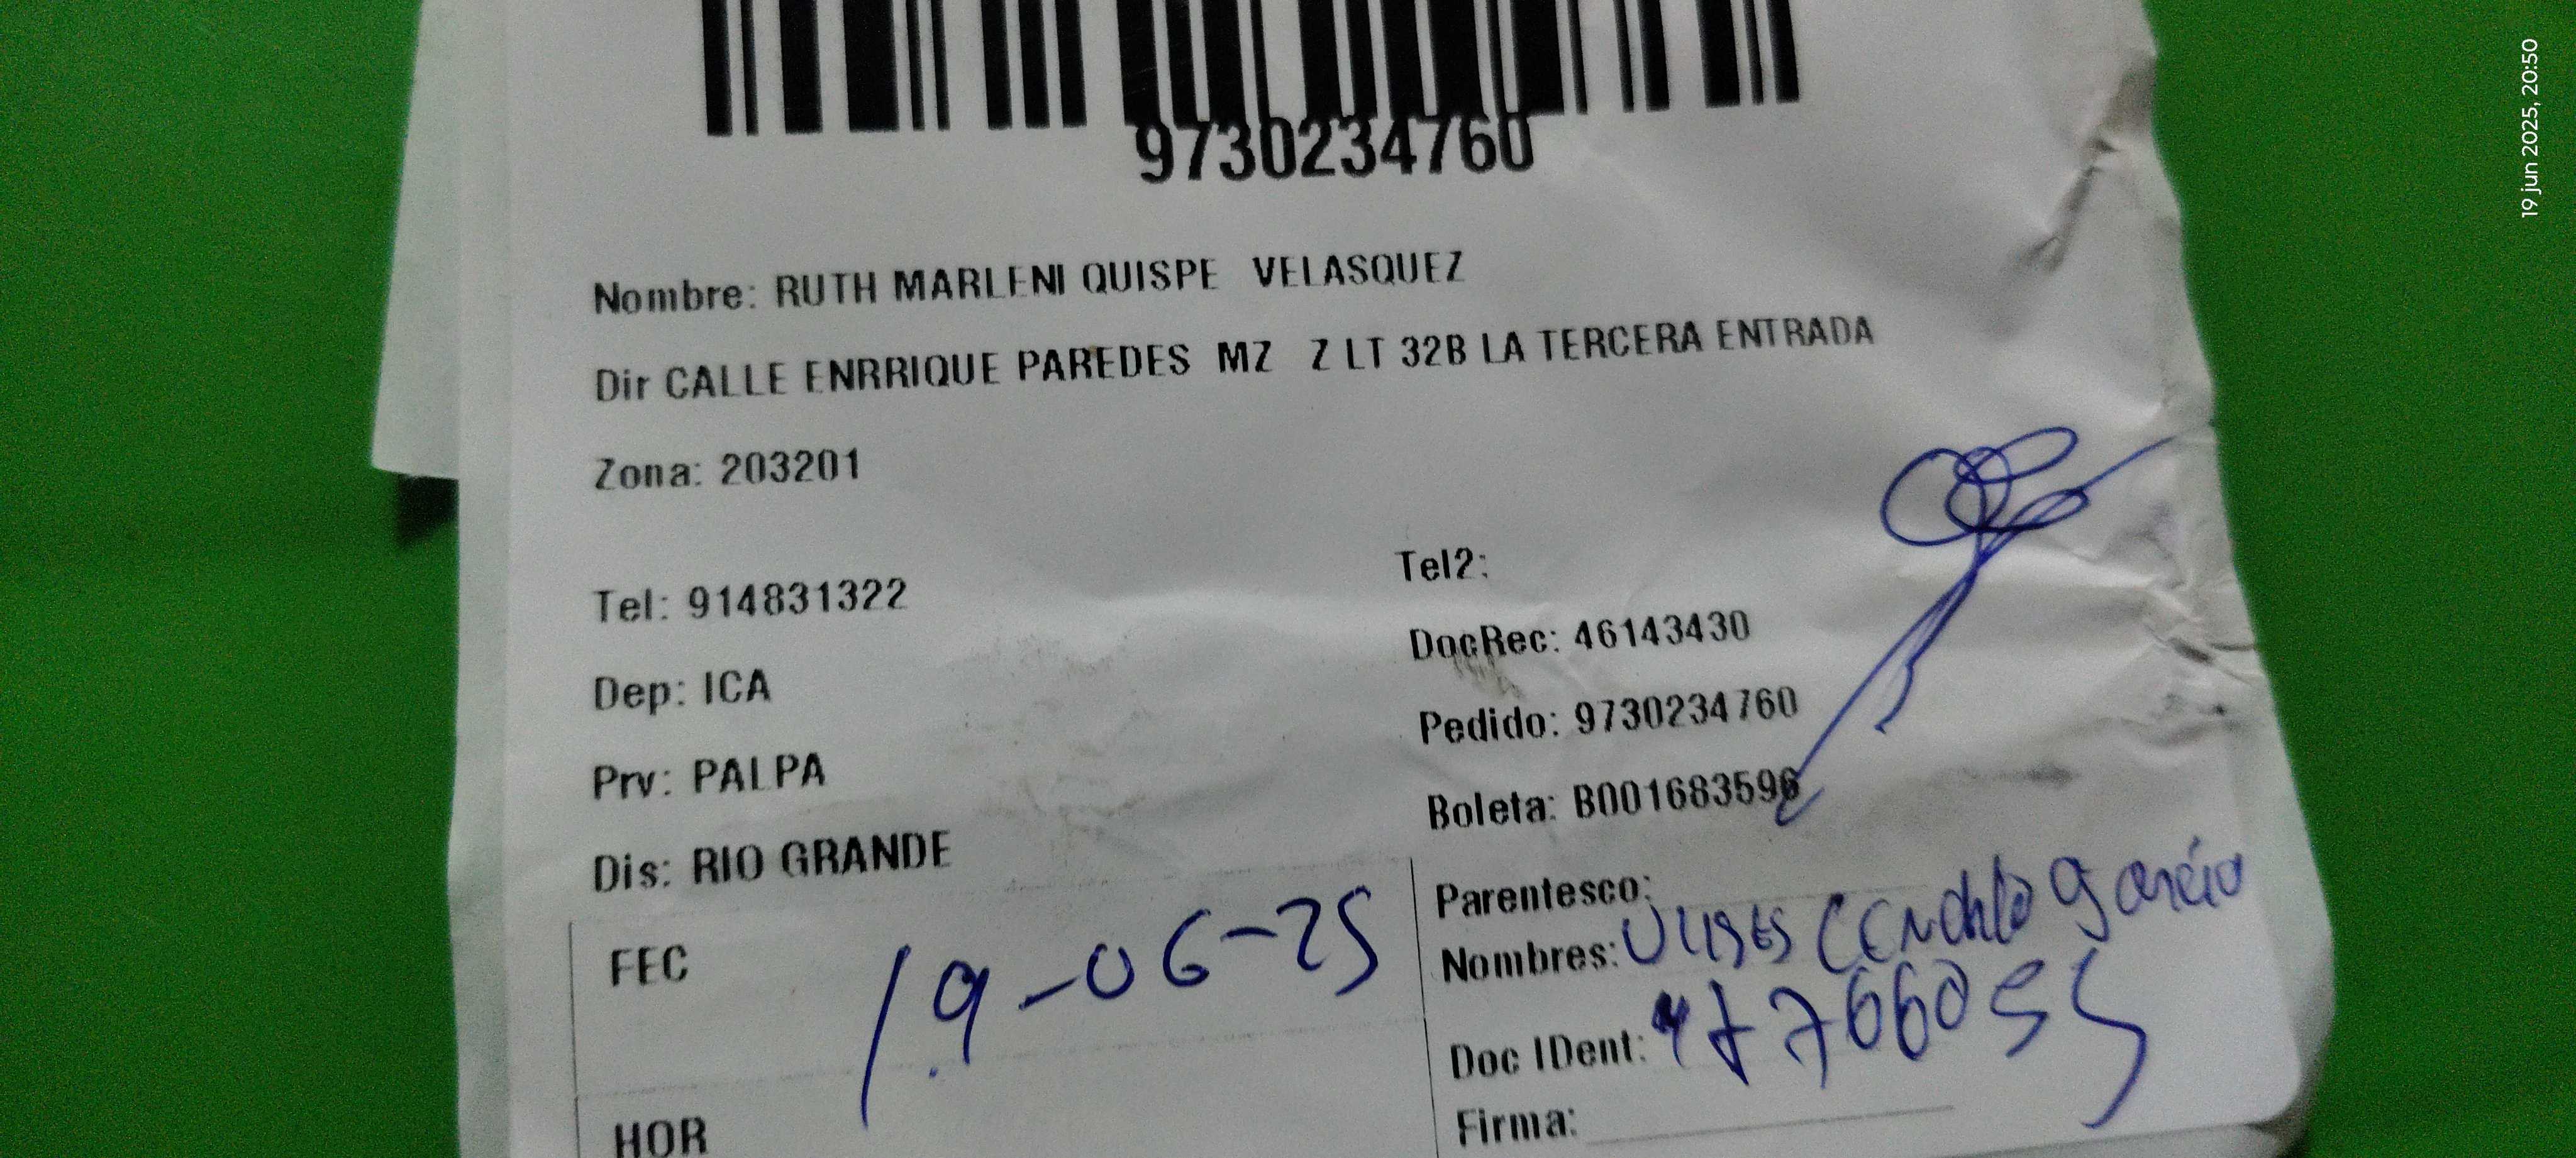 9730234760
Nombre: RUTH MARLENI QUISPE VELASQUEZ
Dir CALLE ENRRIQUE PAREDES MZ Z LT 32B LA TERCERA ENTRADA
Zona: 203201
Tel: 914831322
Tel2:
Dep: ICA
DocRec: 46143430
Prv: PALPA
Pedido: 9730234760
Dis: RIO GRANDE
Boleta: B001683596
FEC 19-06-25
Parentesco:
Nombres: Ulises García
Doc IDent:
HOR
Firma:
19 jun 2025, 20:50